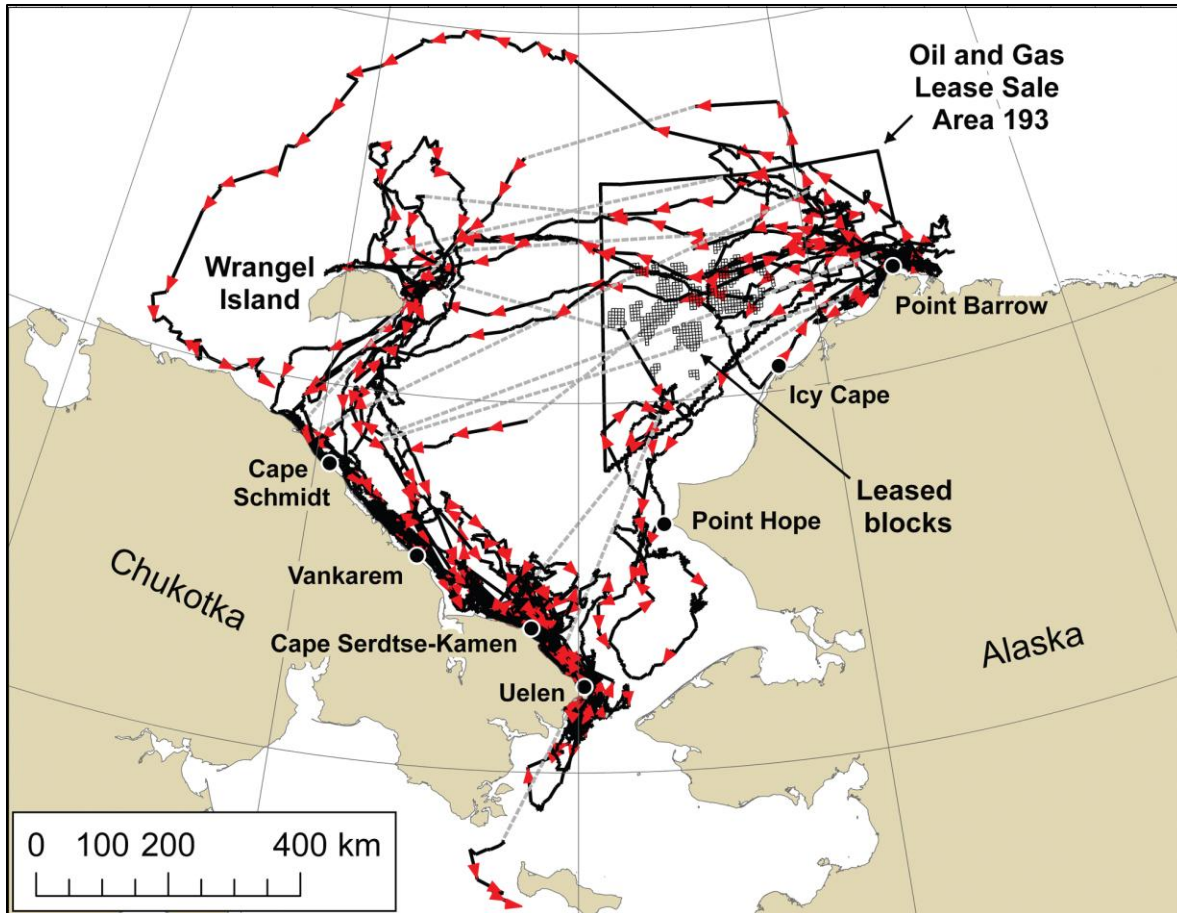 Oil and Gas
Lease Sale
Area 193
Wrangel
Island
Point Barrow
Icy Cape
Cape
Schmidt
Leased
blocks
Point Hope
Vankarem
Chukotka
Cape Serdtse-Kamen
Alaska
Uelen
0 100 200 400 km